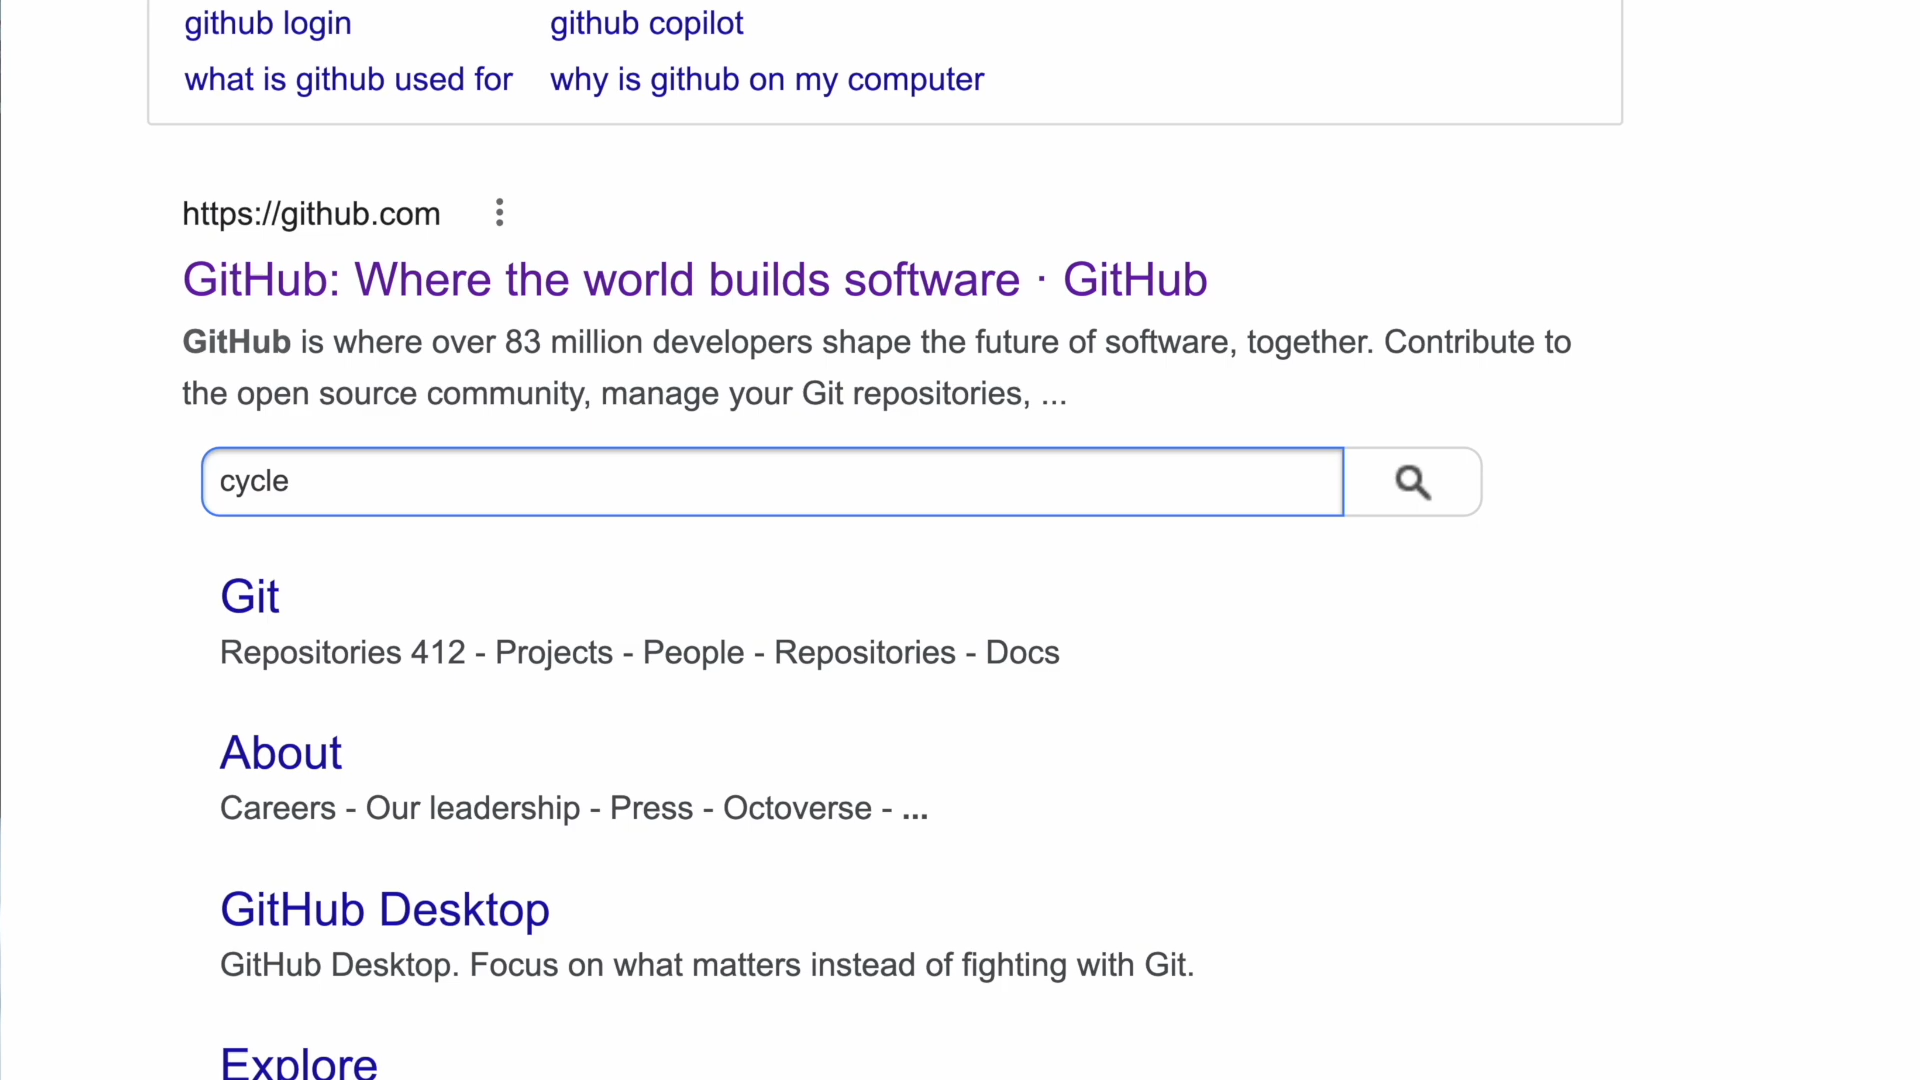 github login github copilot
what is github used for why is github on my computer
https://github.com
GitHub: Where the world builds software · GitHub
GitHub is where over 83 million developers shape the future of software, together. Contribute to
the open source community, manage your Git repositories, ...
cycle
Git
Repositories 412 - Projects - People - Repositories - Docs
About
Careers - Our leadership - Press - Octoverse - ...
GitHub Desktop
GitHub Desktop. Focus on what matters instead of fighting with Git.
Explore